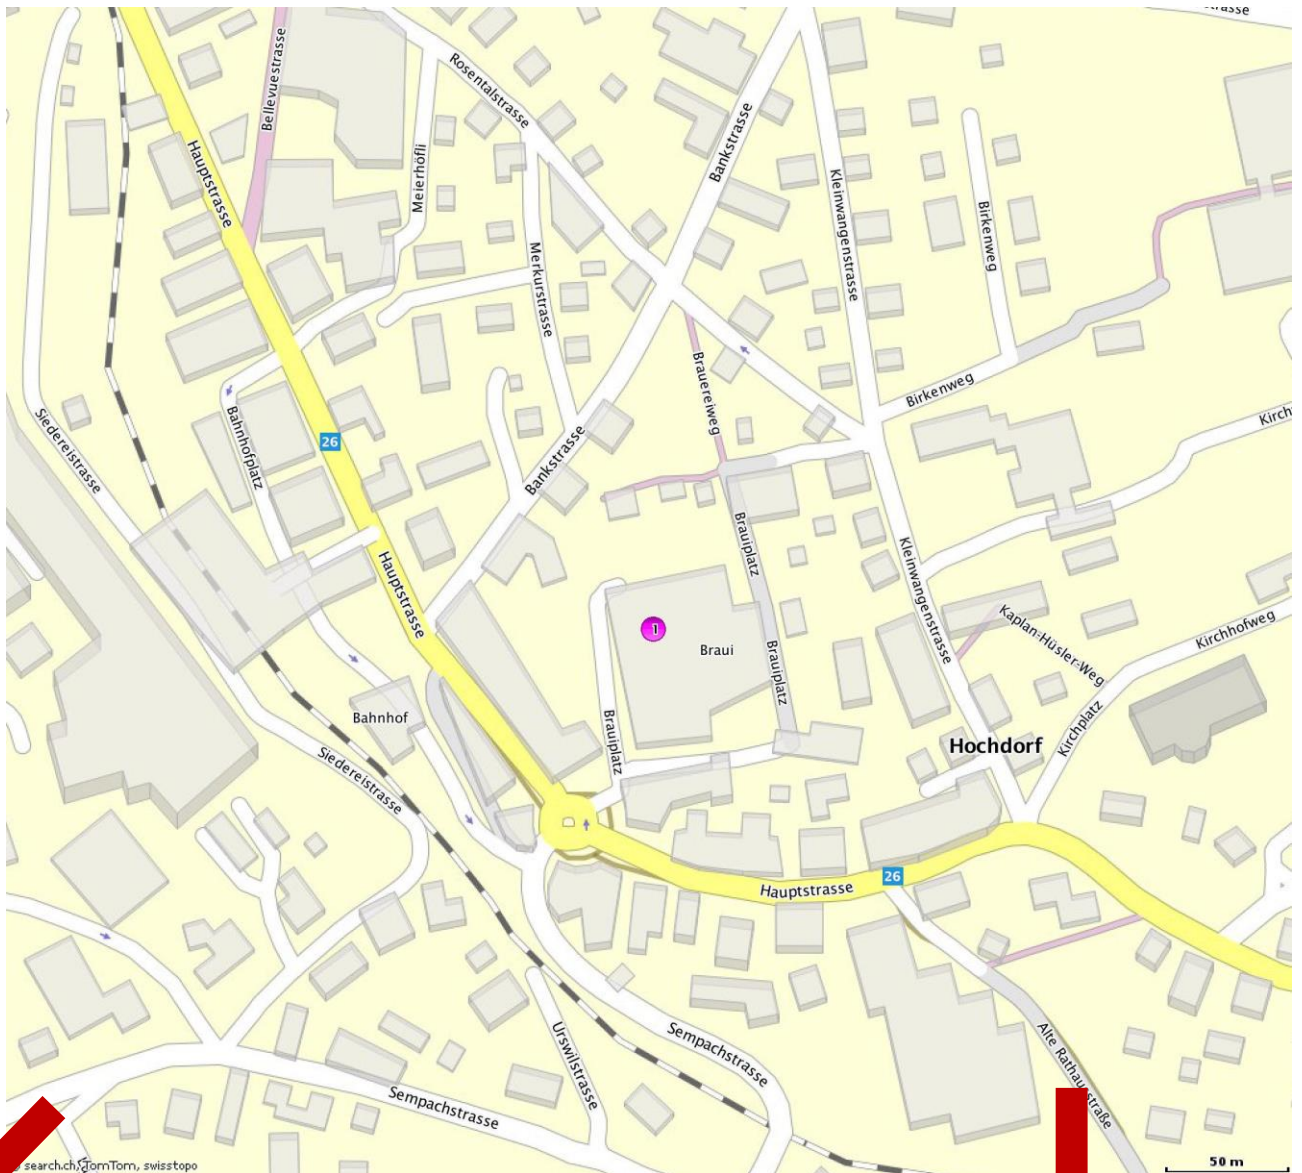 Rosentalstrasse
Bellevuestrasse
Hauptstrasse
Meierhöfli
Bankstrasse
Kleinwangenstrasse
Birkenweg
Merkurstrasse
Brauereiweg
Birkenweg
Siedereistrasse
Bahnhofplatz
26
Bankstrasse
Brauiplatz
Hauptstrasse
Kleinwangenstrasse
1
Braui
Brauiplatz
Kaplan-Hüsler-Weg
Kirchhofweg
Bahnhof
Brauiplatz
Hochdorf
Kirchplatz
Siedereistrasse
Hauptstrasse
26
Sempachstrasse
Urswilstrasse
Sempachstrasse
search.ch, TomTom, swisstopo
50 m